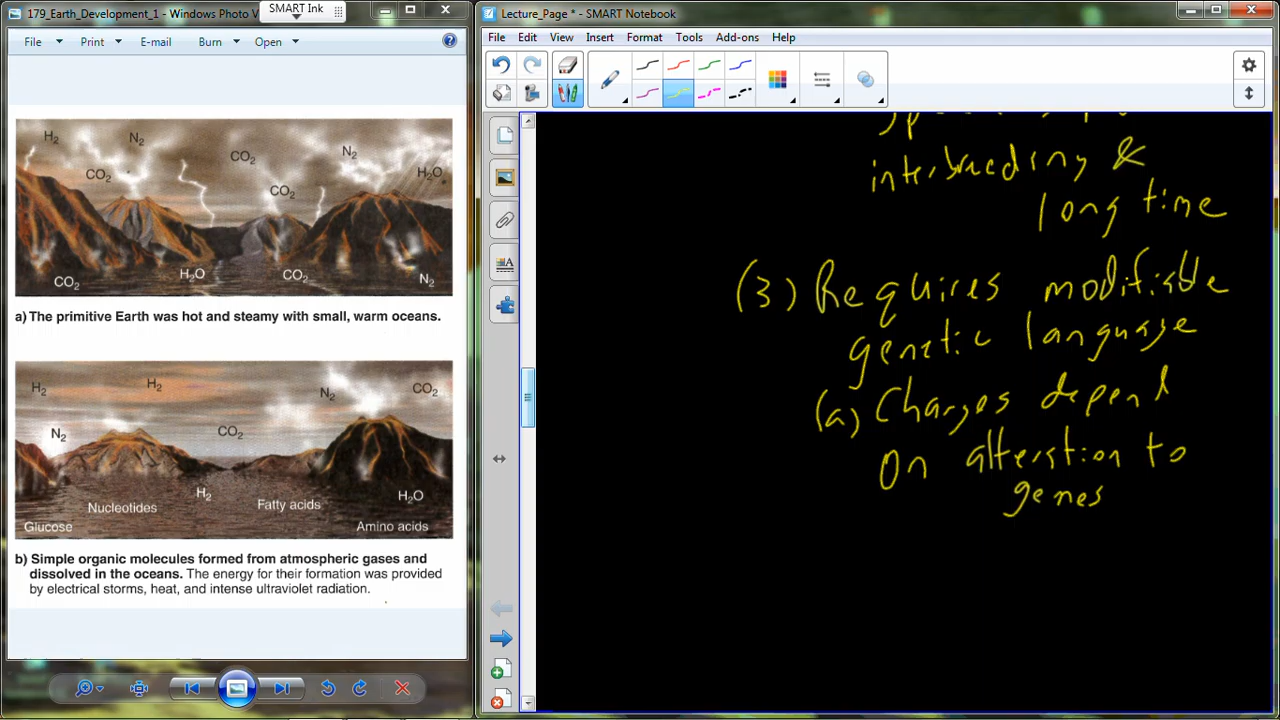 179_Earth_Development_1 - Windows Photo V
SMART Ink
File Print E-mail Burn Open
H₂
N₂
CO₂
N₂
CO₂
CO₂
H₂O
CO₂
H₂O
CO₂
N₂
a) The primitive Earth was hot and steamy with small, warm oceans.
H₂
H₂
N₂
CO₂
N₂
CO₂
H₂
Nucleotides
Fatty acids
H₂O
Glucose
Amino acids
b) Simple organic molecules formed from atmospheric gases and
dissolved in the oceans. The energy for their formation was provided
by electrical storms, heat, and intense ultraviolet radiation.
Lecture_Page * - SMART Notebook
File Edit View Insert Format Tools Add-ons Help
interbreeding &
long time
(3) Requires modifiable
genetic language
(a) Changes depend
on alteration to
genes